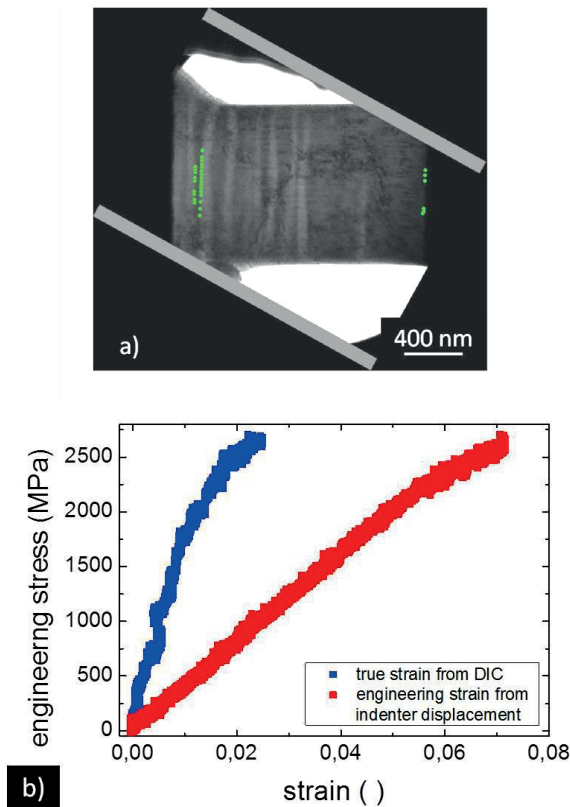 a)
400 nm
engineerng stress (MPa)
2500
2000
1500
1000
500
0
true strain from DIC
engineering strain from
indenter displacement
0,00
0,02
0,04
0,06
0,08
strain ( )
b)